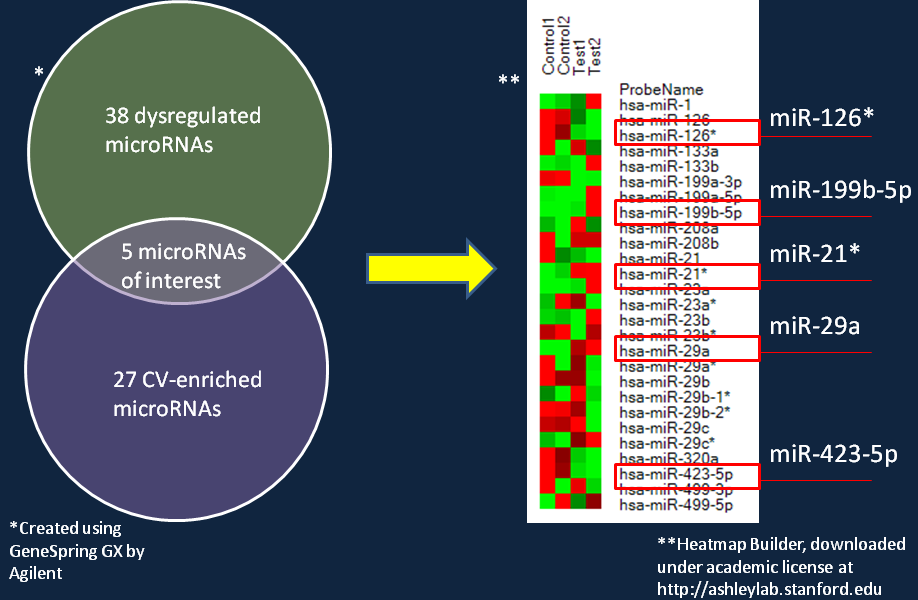 *
38 dysregulated
microRNAs
5 microRNAs
of interest
27 CV-enriched
microRNAs
*Created using
GeneSpring GX by
Agilent
**
Control1
Control2
Test1
Test2
ProbeName
hsa-miR-1
hsa-miR-126
hsa-miR-126*
hsa-miR-133a
hsa-miR-133b
hsa-miR-199a-3p
hsa-miR-199a-5p
hsa-miR-199b-5p
hsa-miR-208a
hsa-miR-208b
hsa-miR-21
hsa-miR-21*
hsa-miR-23a
hsa-miR-23a*
hsa-miR-23b
hsa-miR-23b*
hsa-miR-29a
hsa-miR-29a*
hsa-miR-29b
hsa-miR-29b-1*
hsa-miR-29b-2*
hsa-miR-29c
hsa-miR-29c*
hsa-miR-320a
hsa-miR-423-5p
hsa-miR-499-3p
hsa-miR-499-5p
miR-126*
miR-199b-5p
miR-21*
miR-29a
miR-423-5p
**Heatmap Builder, downloaded
under academic license at
http://ashleylab.stanford.edu